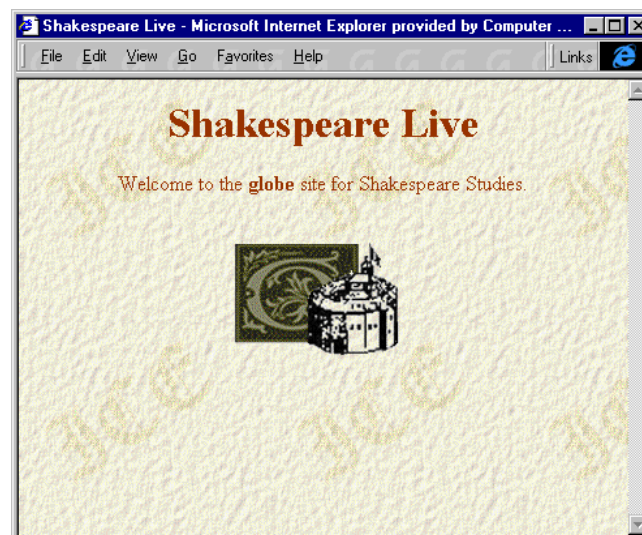 Shakespeare Live - Microsoft Internet Explorer provided by Computer ...
File Edit View Go Favorites Help Links
Shakespeare Live
Welcome to the globe site for Shakespeare Studies.
G